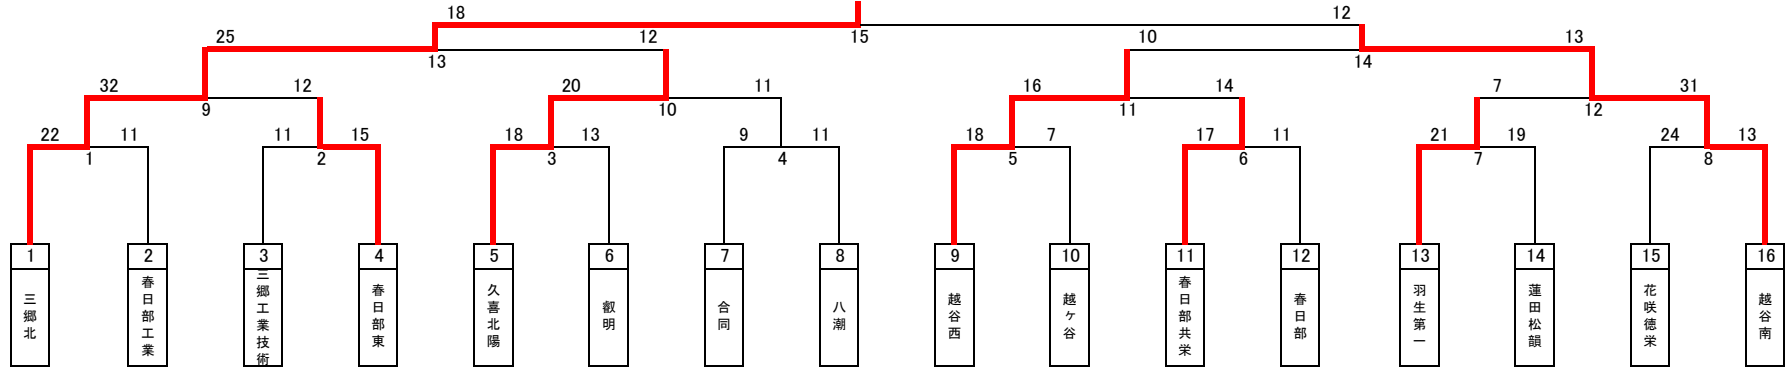 18 12
15
25 12 10 13
13 14
32 12 20 11 16 14 7 31
9 10 11 12
22 11 11 15 18 13 9 11 18 7 17 11 21 19 24 13
1 2 3 4 5 6 7 8
1 2 3 4 5 6 7 8 9 10 11 12 13 14 15 16
三郷北
春日部工業
三郷工業技術
春日部東
久喜北陽
叡明
合同
八潮
越谷西
越ヶ谷
春日部共栄
春日部
羽生第一
蓮田松韻
花咲徳栄
越谷南